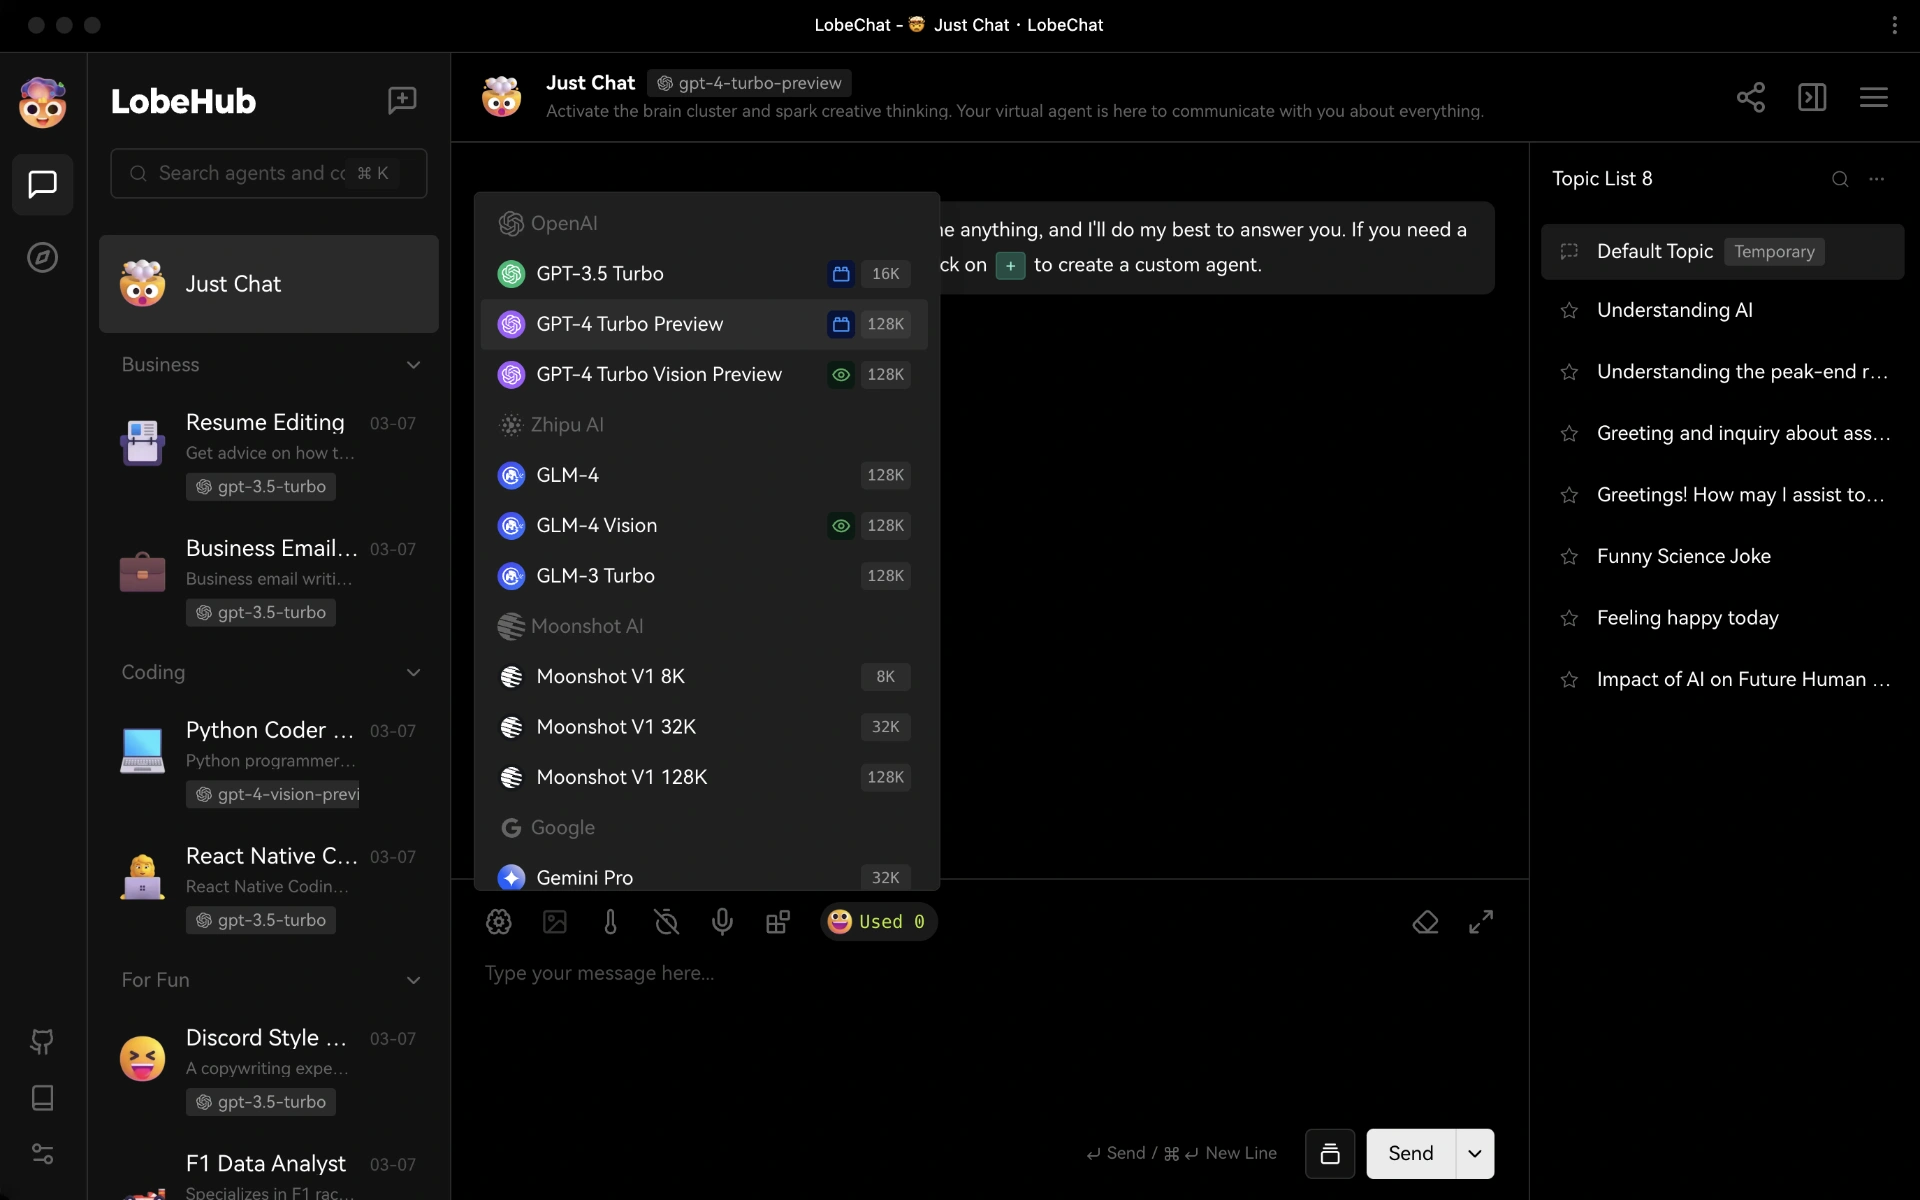 LobeChat - 🤯 Just Chat · LobeChat
LobeHub
Search agents and cc ⌘ K
Just Chat
Business
Resume Editing 03-07
Get advice on how t...
gpt-3.5-turbo
Business Email... 03-07
Business email writi...
gpt-3.5-turbo
Coding
Python Coder ... 03-07
Python programmer...
gpt-4-vision-previ
React Native C... 03-07
React Native Codin...
gpt-3.5-turbo
For Fun
Discord Style ... 03-07
A copywriting expe...
gpt-3.5-turbo
F1 Data Analyst 03-07
Specializes in F1 rac...
Just Chat gpt-4-turbo-preview
Activate the brain cluster and spark creative thinking. Your virtual agent is here to communicate with you about everything.
anything, and I'll do my best to answer you. If you need a
on + to create a custom agent.
OpenAI
GPT-3.5 Turbo 16K
GPT-4 Turbo Preview 128K
GPT-4 Turbo Vision Preview 128K
Zhipu AI
GLM-4 128K
GLM-4 Vision 128K
GLM-3 Turbo 128K
Moonshot AI
Moonshot V1 8K 8K
Moonshot V1 32K 32K
Moonshot V1 128K 128K
Google
Gemini Pro 32K
Used 0
Type your message here...
↵ Send / ⌘ ↵ New Line
Send
Topic List 8
Default Topic Temporary
Understanding AI
Understanding the peak-end r...
Greeting and inquiry about ass...
Greetings! How may I assist to...
Funny Science Joke
Feeling happy today
Impact of AI on Future Human ...